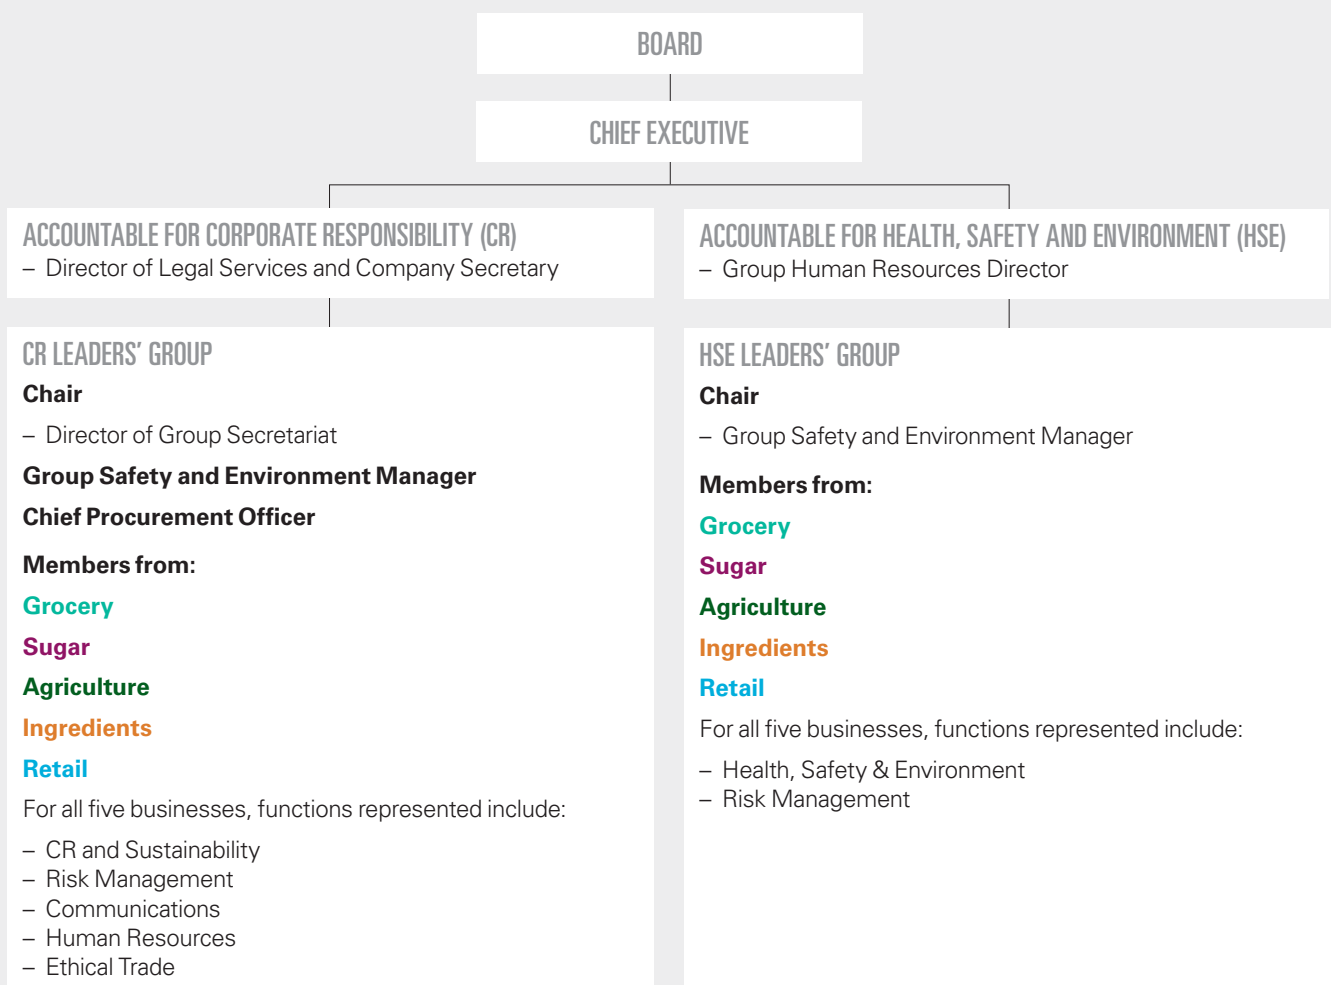 BOARD
CHIEF EXECUTIVE
ACCOUNTABLE FOR CORPORATE RESPONSIBILITY (CR)
– Director of Legal Services and Company Secretary
CR LEADERS’ GROUP
Chair
– Director of Group Secretariat
Group Safety and Environment Manager
Chief Procurement Officer
Members from:
Grocery
Sugar
Agriculture
Ingredients
Retail
For all five businesses, functions represented include:
– CR and Sustainability
– Risk Management
– Communications
– Human Resources
– Ethical Trade
ACCOUNTABLE FOR HEALTH, SAFETY AND ENVIRONMENT (HSE)
– Group Human Resources Director
HSE LEADERS’ GROUP
Chair
– Group Safety and Environment Manager
Members from:
Grocery
Sugar
Agriculture
Ingredients
Retail
For all five businesses, functions represented include:
– Health, Safety & Environment
– Risk Management